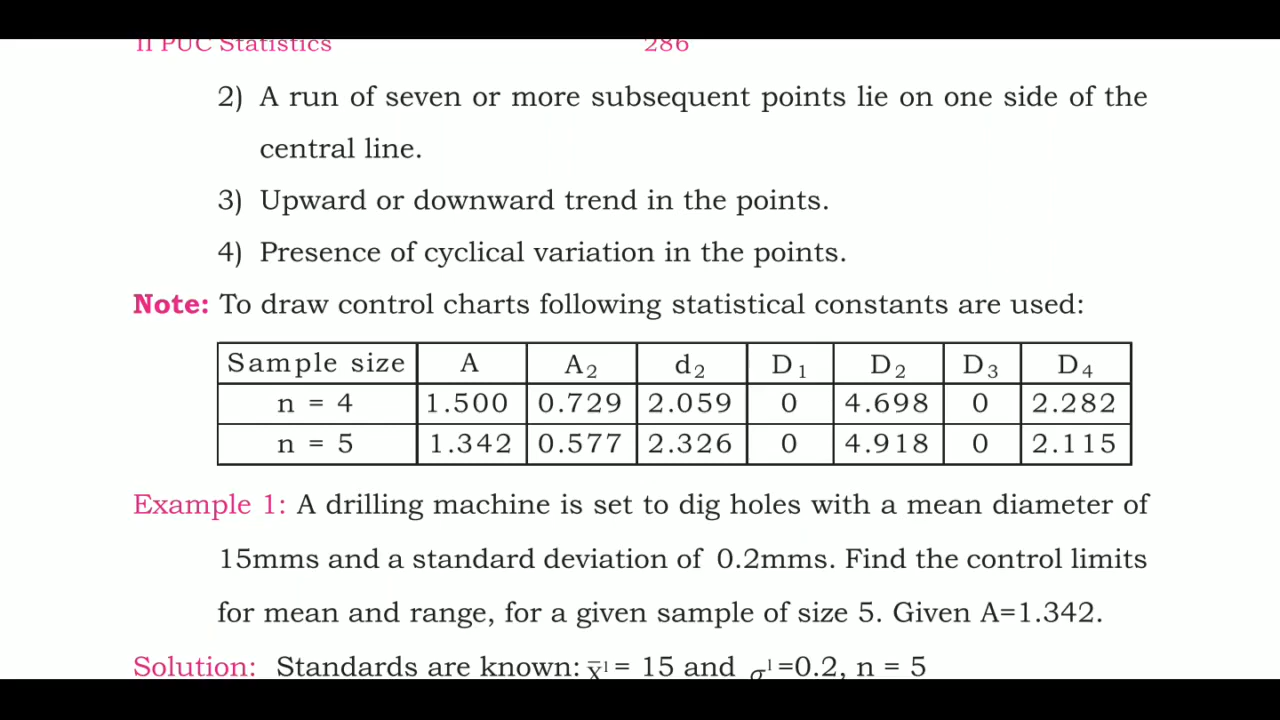 II PUC Statistics 286
2) A run of seven or more subsequent points lie on one side of the
central line.
3) Upward or downward trend in the points.
4) Presence of cyclical variation in the points.
Note: To draw control charts following statistical constants are used:
Sample size A A₂ d₂ D₁ D₂ D₃ D₄
n = 4 1.500 0.729 2.059 0 4.698 0 2.282
n = 5 1.342 0.577 2.326 0 4.918 0 2.115
Example 1: A drilling machine is set to dig holes with a mean diameter of
15mms and a standard deviation of 0.2mms. Find the control limits
for mean and range, for a given sample of size 5. Given A=1.342.
Solution: Standards are known: x̄ˡ = 15 and σˡ =0.2, n = 5